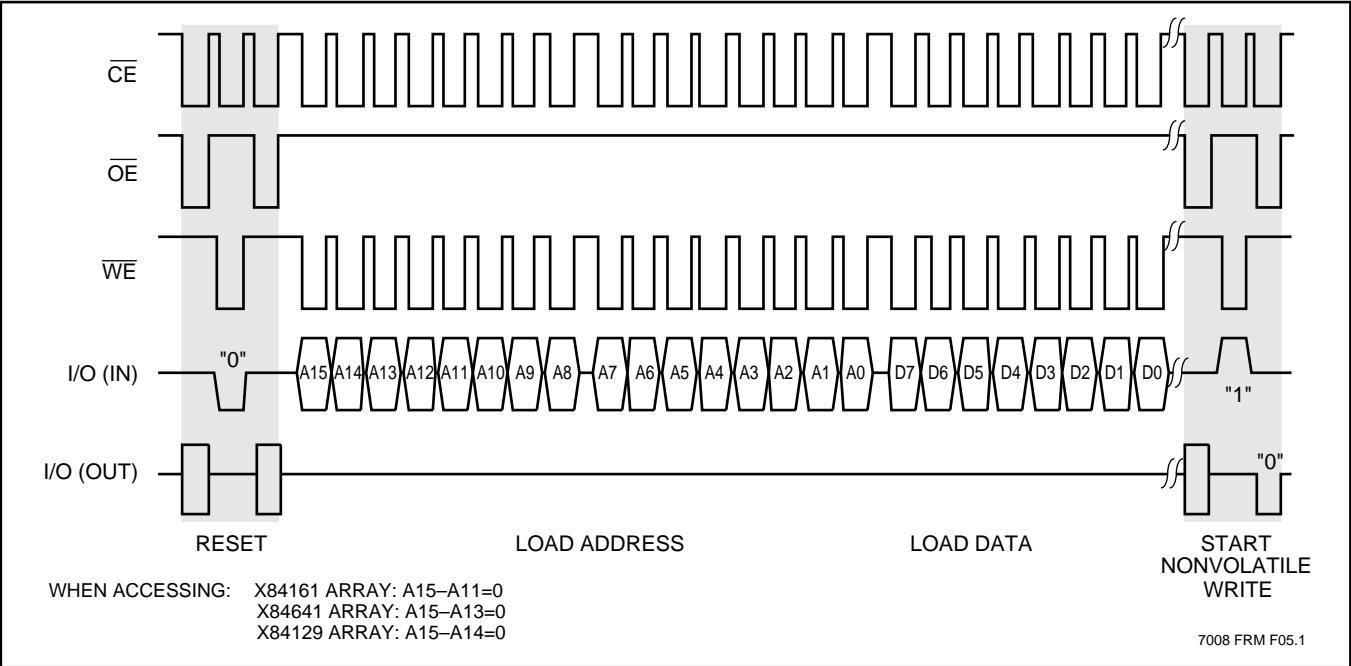 CE
OE
WE
I/O (IN) "0" A15 A14 A13 A12 A11 A10 A9 A8 A7 A6 A5 A4 A3 A2 A1 A0 D7 D6 D5 D4 D3 D2 D1 D0 "1"
I/O (OUT) "0"
RESET LOAD ADDRESS LOAD DATA START NONVOLATILE WRITE
WHEN ACCESSING: X84161 ARRAY: A15–A11=0
X84641 ARRAY: A15–A13=0
X84129 ARRAY: A15–A14=0
7008 FRM F05.1